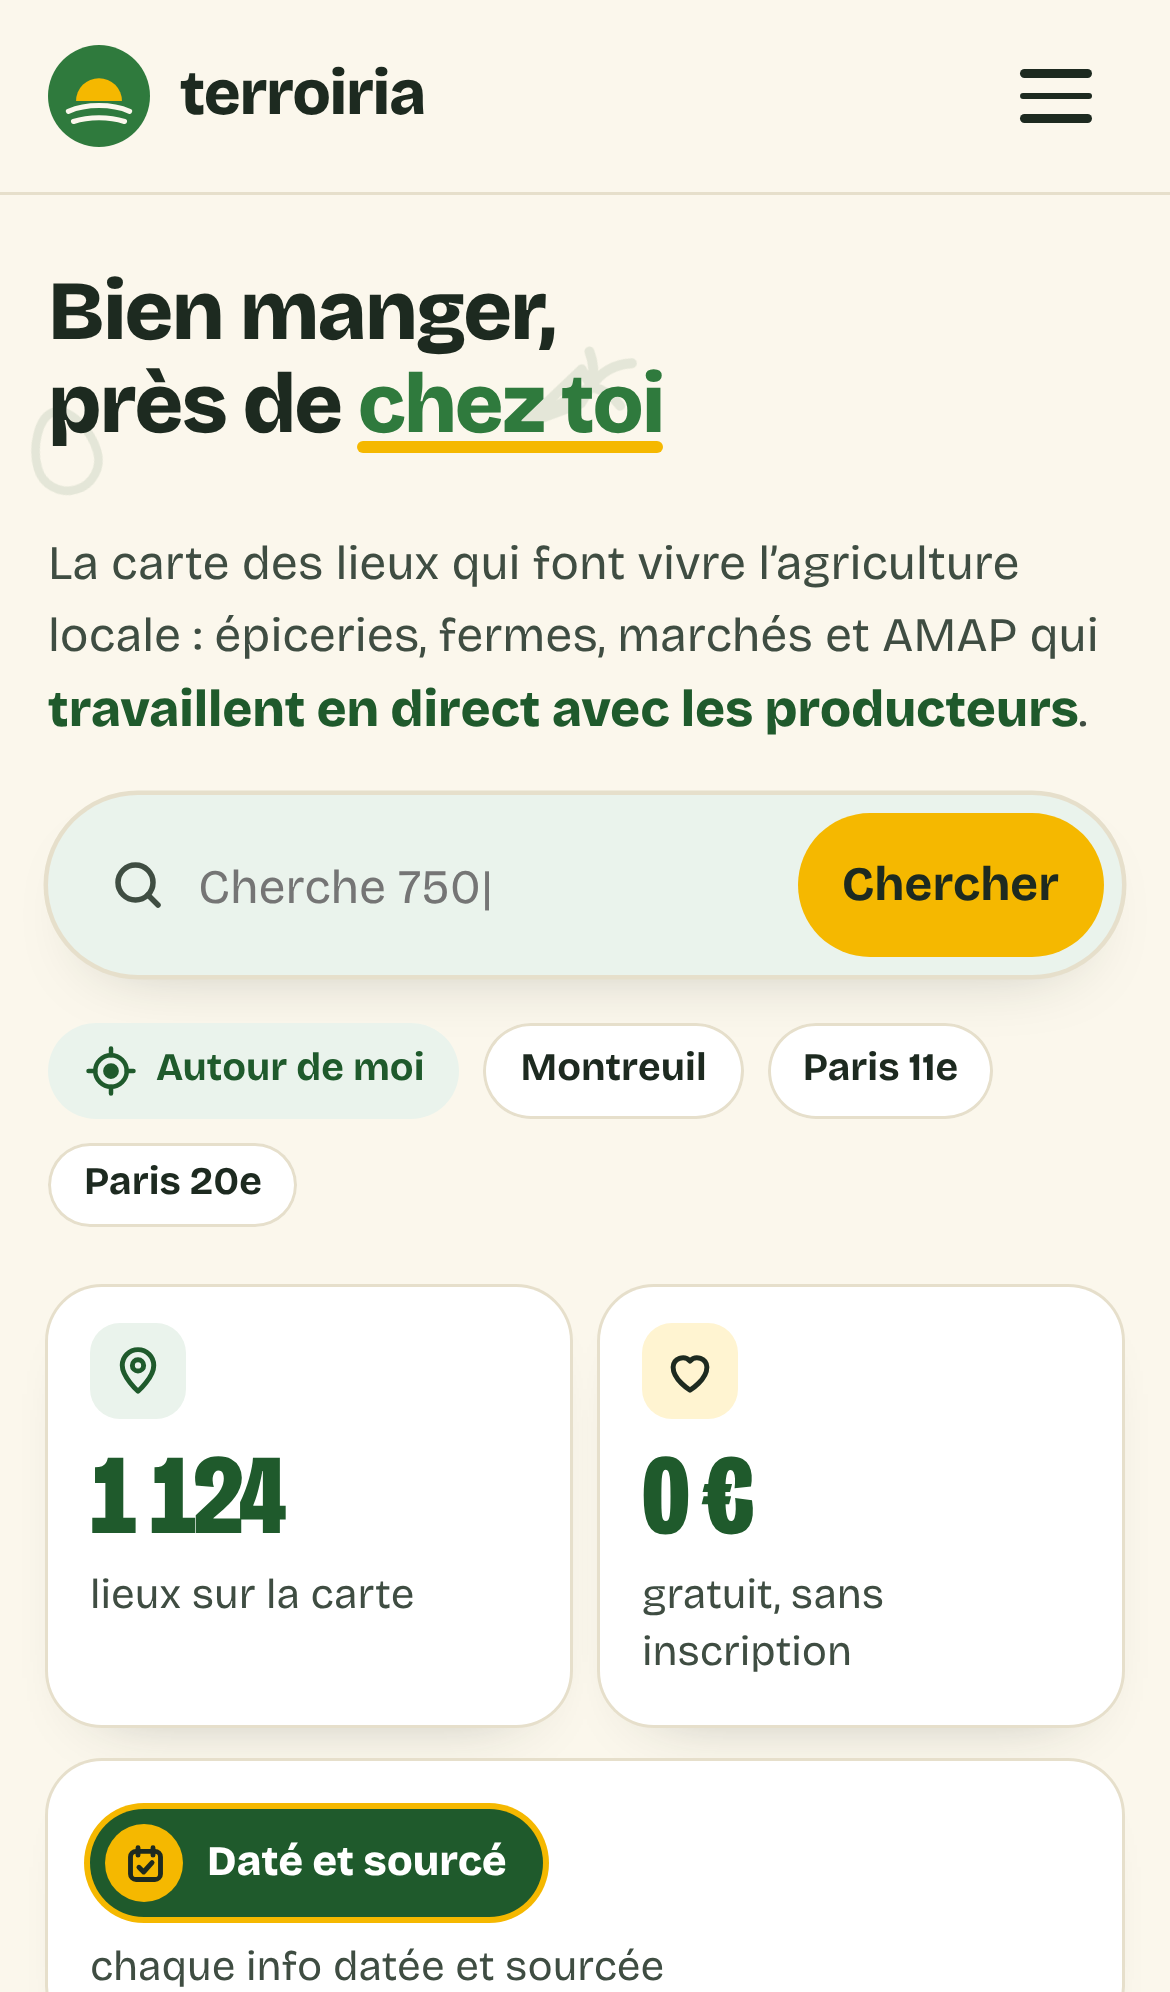 terroiria
Bien manger,
près de chez toi
La carte des lieux qui font vivre l’agriculture
locale : épiceries, fermes, marchés et AMAP qui
travaillent en direct avec les producteurs.
Cherche 750|
Chercher
Autour de moi
Montreuil
Paris 11e
Paris 20e
1 124
lieux sur la carte
0 €
gratuit, sans
inscription
Daté et sourcé
chaque info datée et sourcée